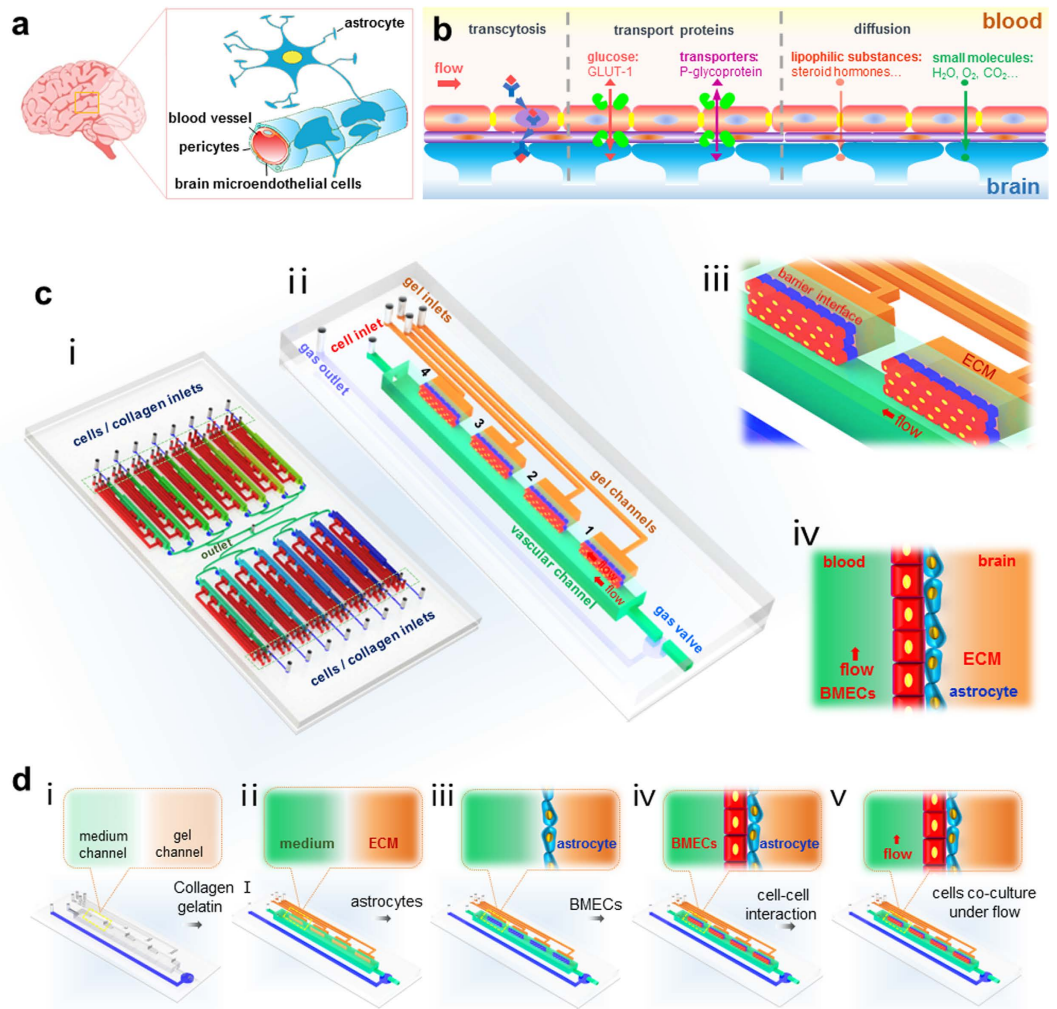 a
astrocyte
blood vessel
pericytes
brain microendothelial cells
b
blood
transcytosis
transport proteins
diffusion
flow
glucose:
GLUT-1
transporters:
P-glycoprotein
lipophilic substances:
steroid hormones...
small molecules:
H₂O, O₂, CO₂...
brain
c
i
cells / collagen inlets
outlet
cells / collagen inlets
ii
gel inlets
cell inlet
gas outlet
4
3
2
1
gel channels
vascular channel
flow
flow
gas valve
iii
barrier interface
ECM
flow
iv
blood
brain
flow
ECM
BMECs
astrocyte
d
i
medium
channel
gel
channel
Collagen I
gelatin
ii
medium
ECM
astrocytes
iii
astrocyte
BMECs
iv
BMECs
astrocyte
cell-cell
interaction
v
flow
cells co-culture
under flow